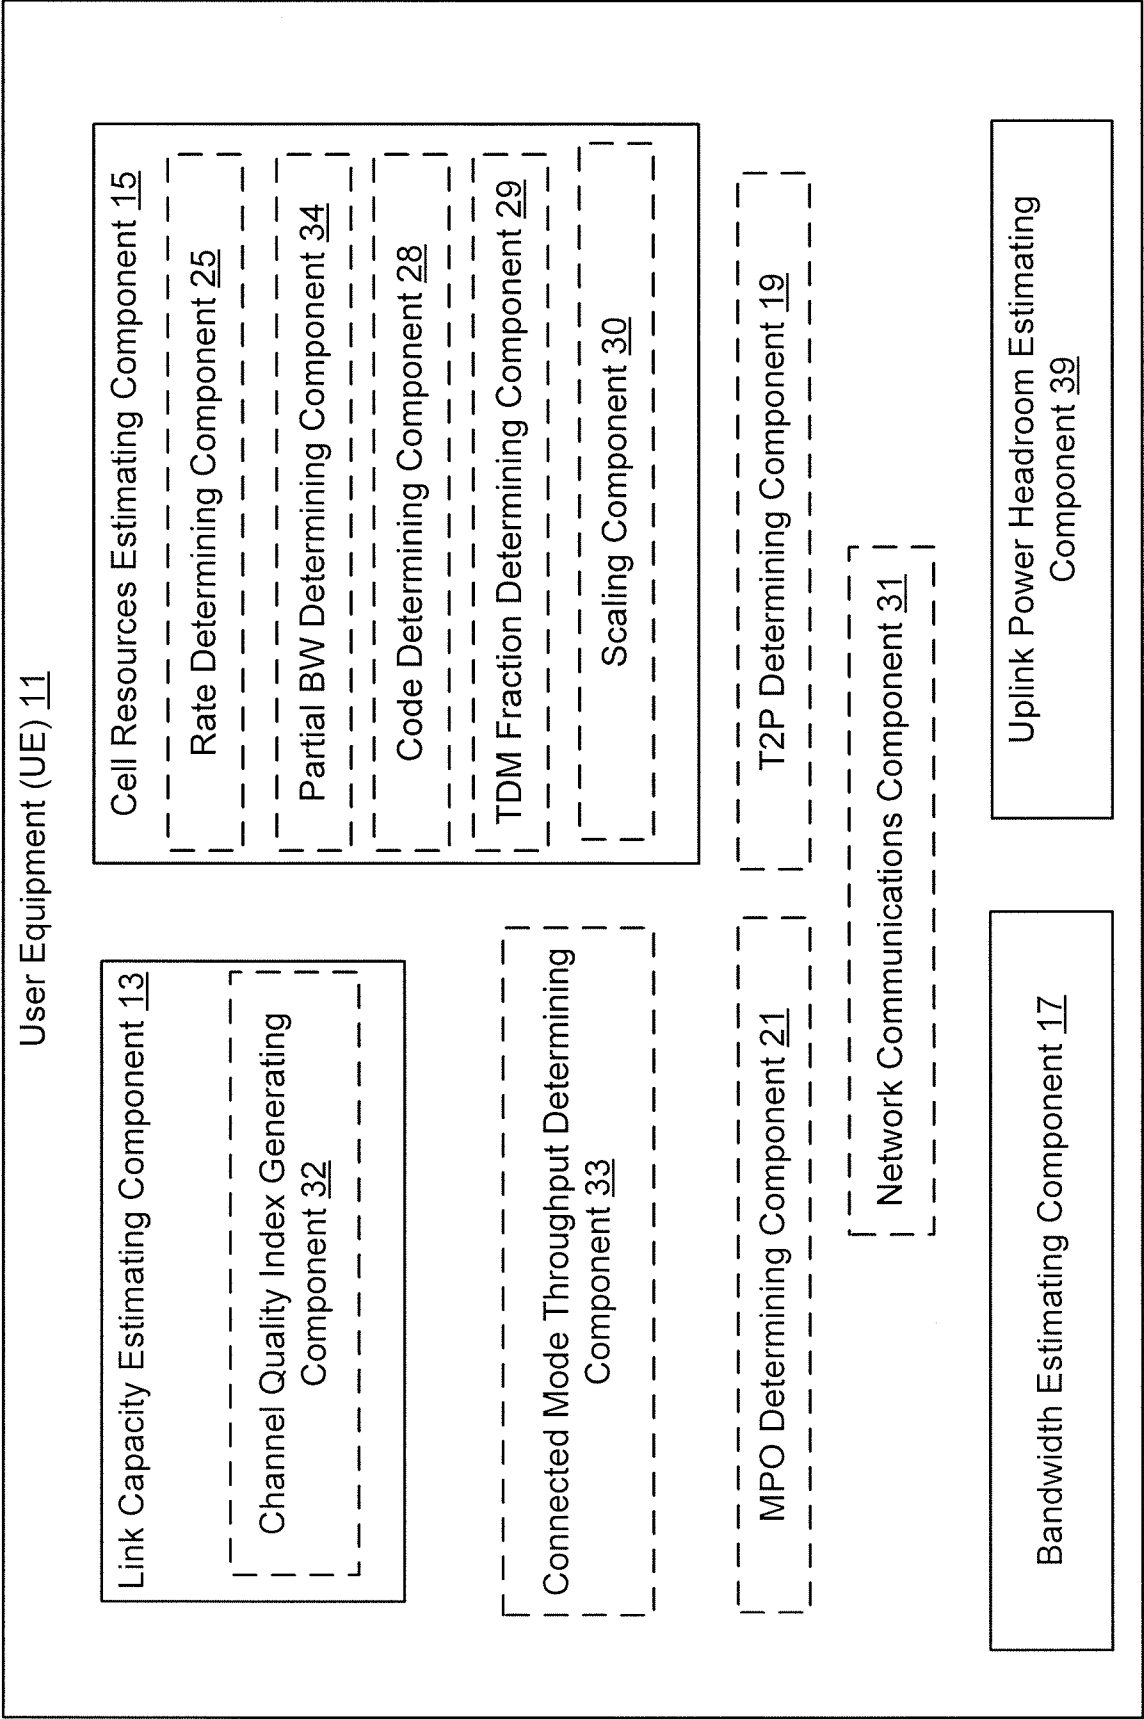 User Equipment (UE) 11
Link Capacity Estimating Component 13
Channel Quality Index Generating
Component 32
Connected Mode Throughput Determining
Component 33
MPO Determining Component 21
Cell Resources Estimating Component 15
Rate Determining Component 25
Partial BW Determining Component 34
Code Determining Component 28
TDM Fraction Determining Component 29
Scaling Component 30
T2P Determining Component 19
Network Communications Component 31
Bandwidth Estimating Component 17
Uplink Power Headroom Estimating
Component 39